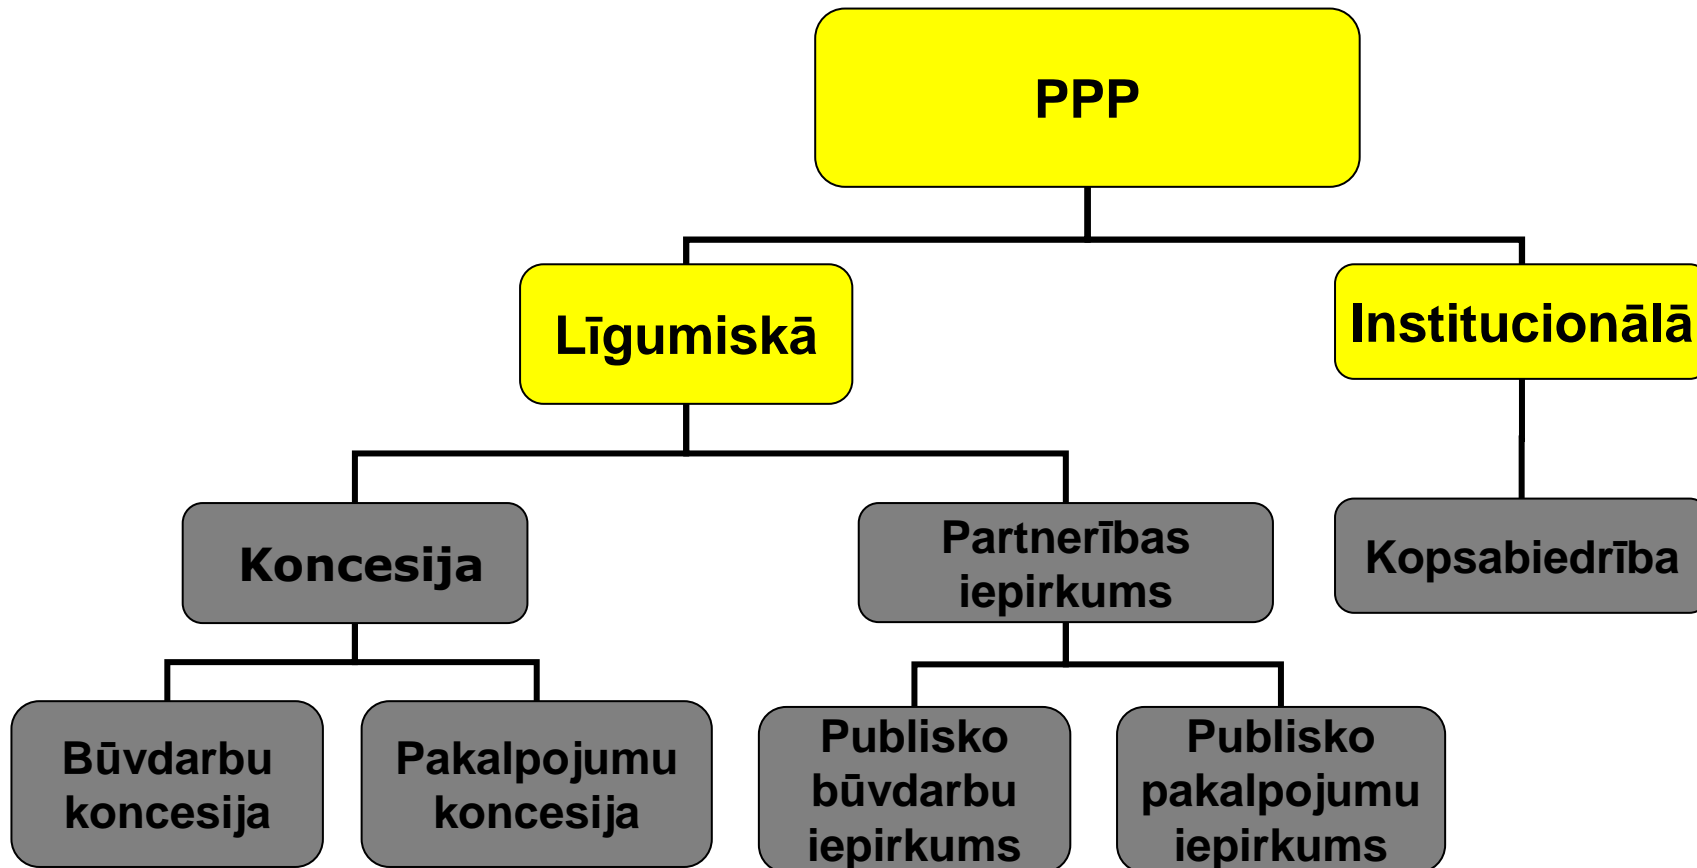 PPP
Līgumiskā
Institucionālā
Koncesija
Partnerības
iepirkums
Kopsabiedrība
Būvdarbu
koncesija
Pakalpojumu
koncesija
Publisko
būvdarbu
iepirkums
Publisko
pakalpojumu
iepirkums